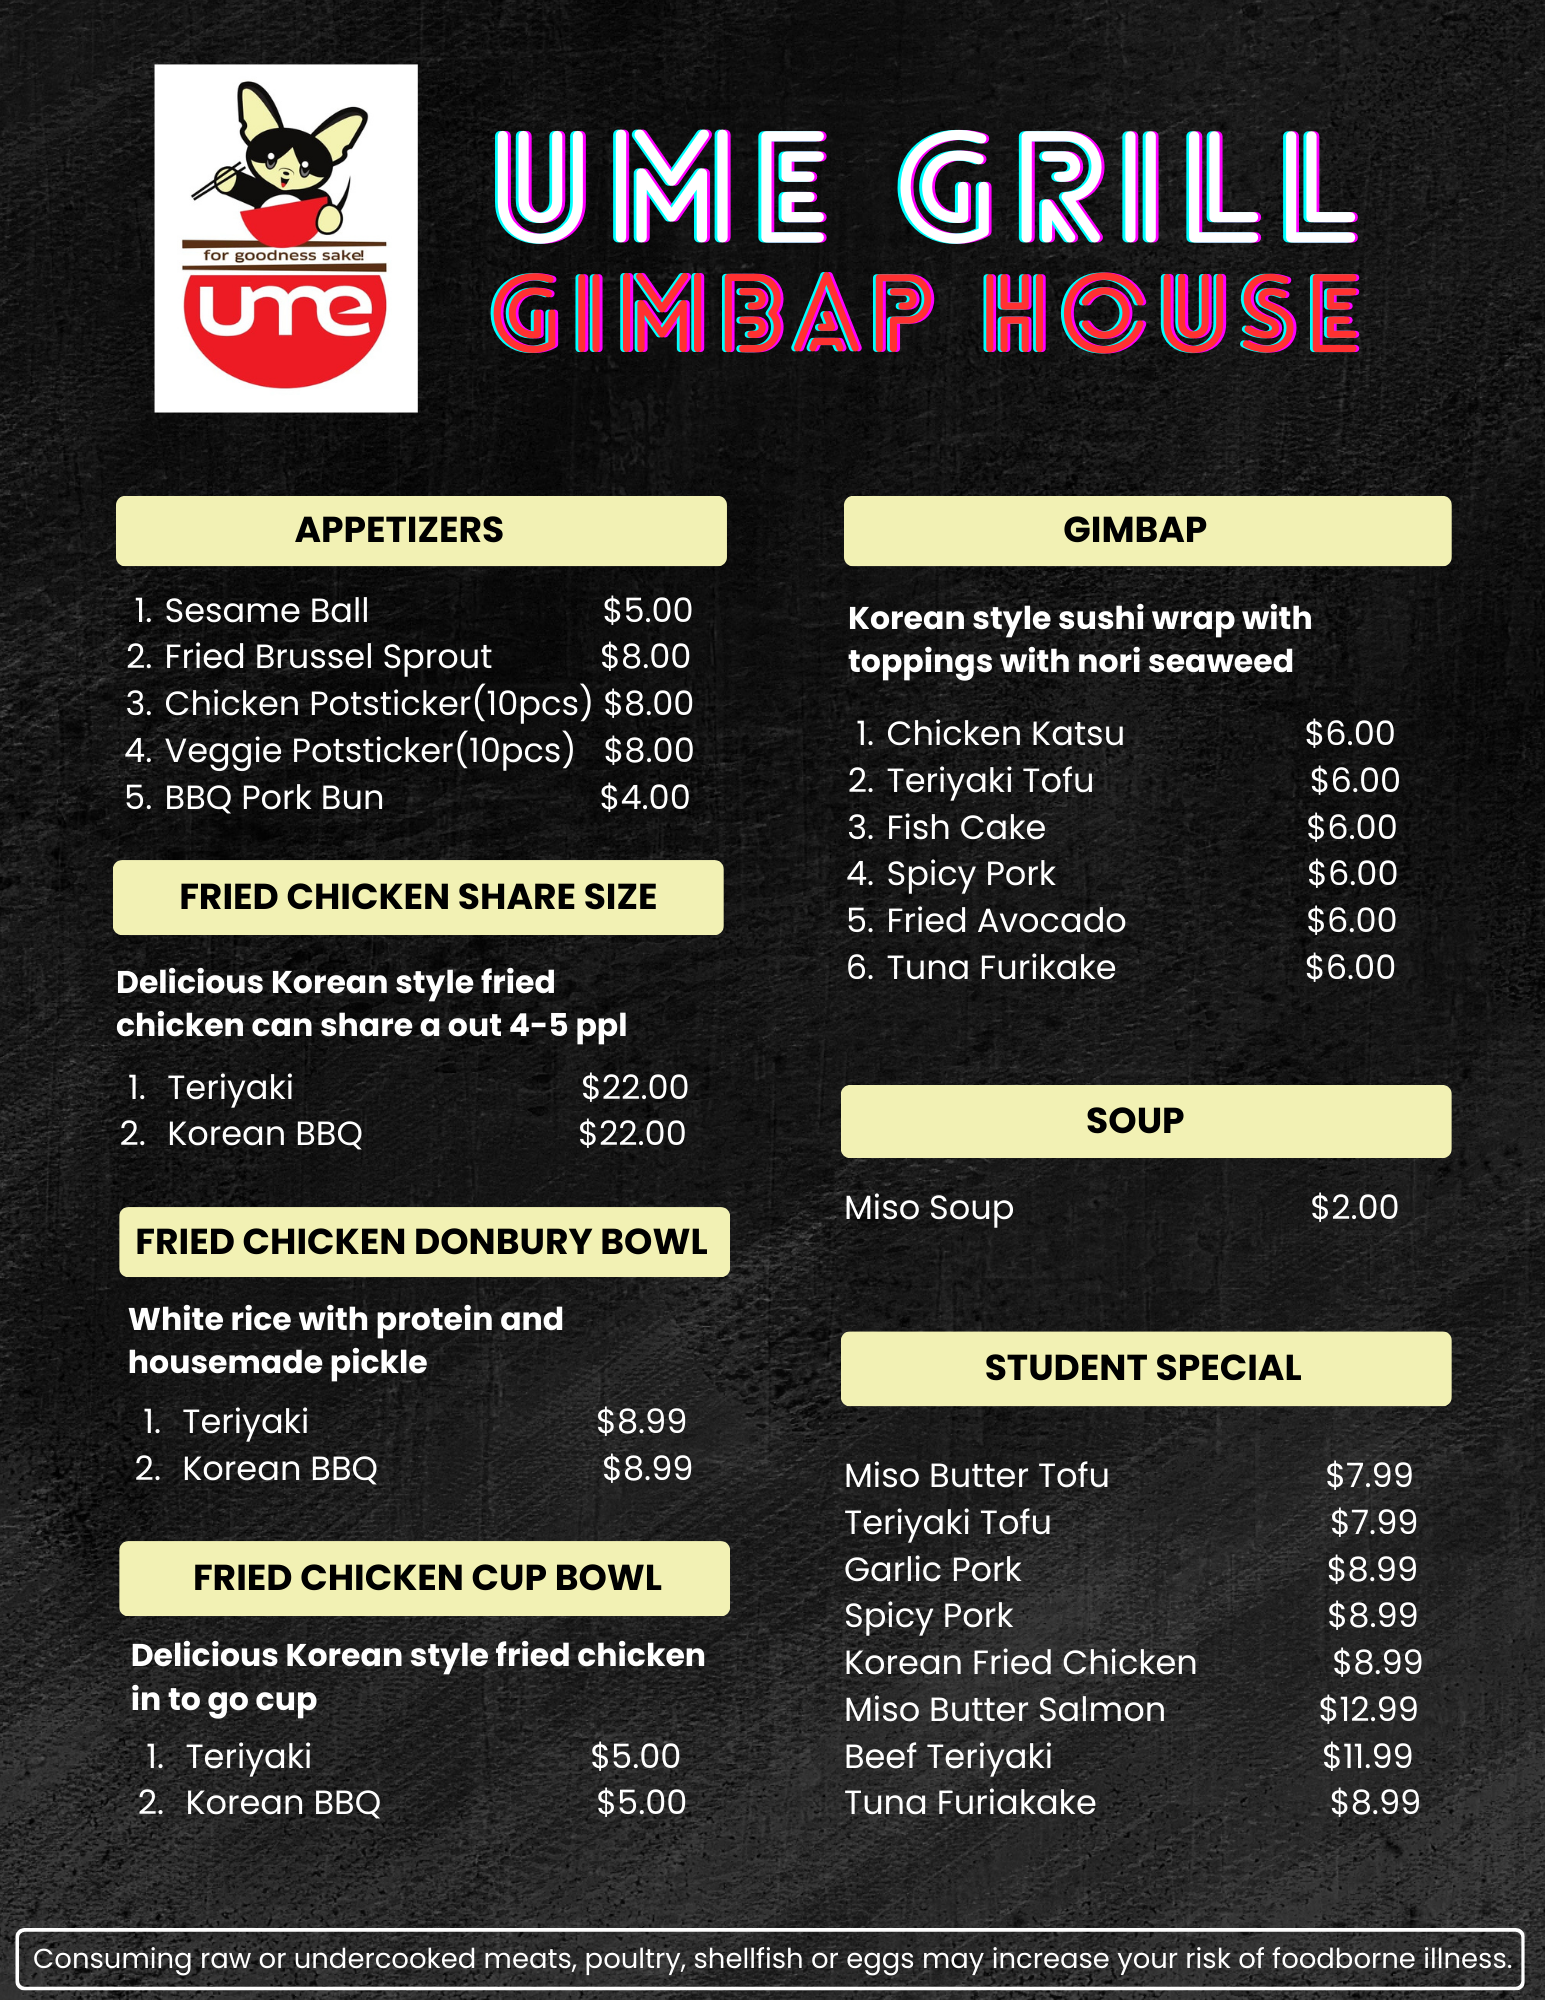 for goodness sake!
ume
UME GRILL
GIMBAP HOUSE
APPETIZERS
1. Sesame Ball $5.00
2. Fried Brussel Sprout $8.00
3. Chicken Potsticker(10pcs) $8.00
4. Veggie Potsticker(10pcs) $8.00
5. BBQ Pork Bun $4.00
FRIED CHICKEN SHARE SIZE
Delicious Korean style fried
chicken can share a out 4-5 ppl
1. Teriyaki $22.00
2. Korean BBQ $22.00
FRIED CHICKEN DONBURY BOWL
White rice with protein and
housemade pickle
1. Teriyaki $8.99
2. Korean BBQ $8.99
FRIED CHICKEN CUP BOWL
Delicious Korean style fried chicken
in to go cup
1. Teriyaki $5.00
2. Korean BBQ $5.00
GIMBAP
Korean style sushi wrap with
toppings with nori seaweed
1. Chicken Katsu $6.00
2. Teriyaki Tofu $6.00
3. Fish Cake $6.00
4. Spicy Pork $6.00
5. Fried Avocado $6.00
6. Tuna Furikake $6.00
SOUP
Miso Soup $2.00
STUDENT SPECIAL
Miso Butter Tofu $7.99
Teriyaki Tofu $7.99
Garlic Pork $8.99
Spicy Pork $8.99
Korean Fried Chicken $8.99
Miso Butter Salmon $12.99
Beef Teriyaki $11.99
Tuna Furiakake $8.99
Consuming raw or undercooked meats, poultry, shellfish or eggs may increase your risk of foodborne illness.